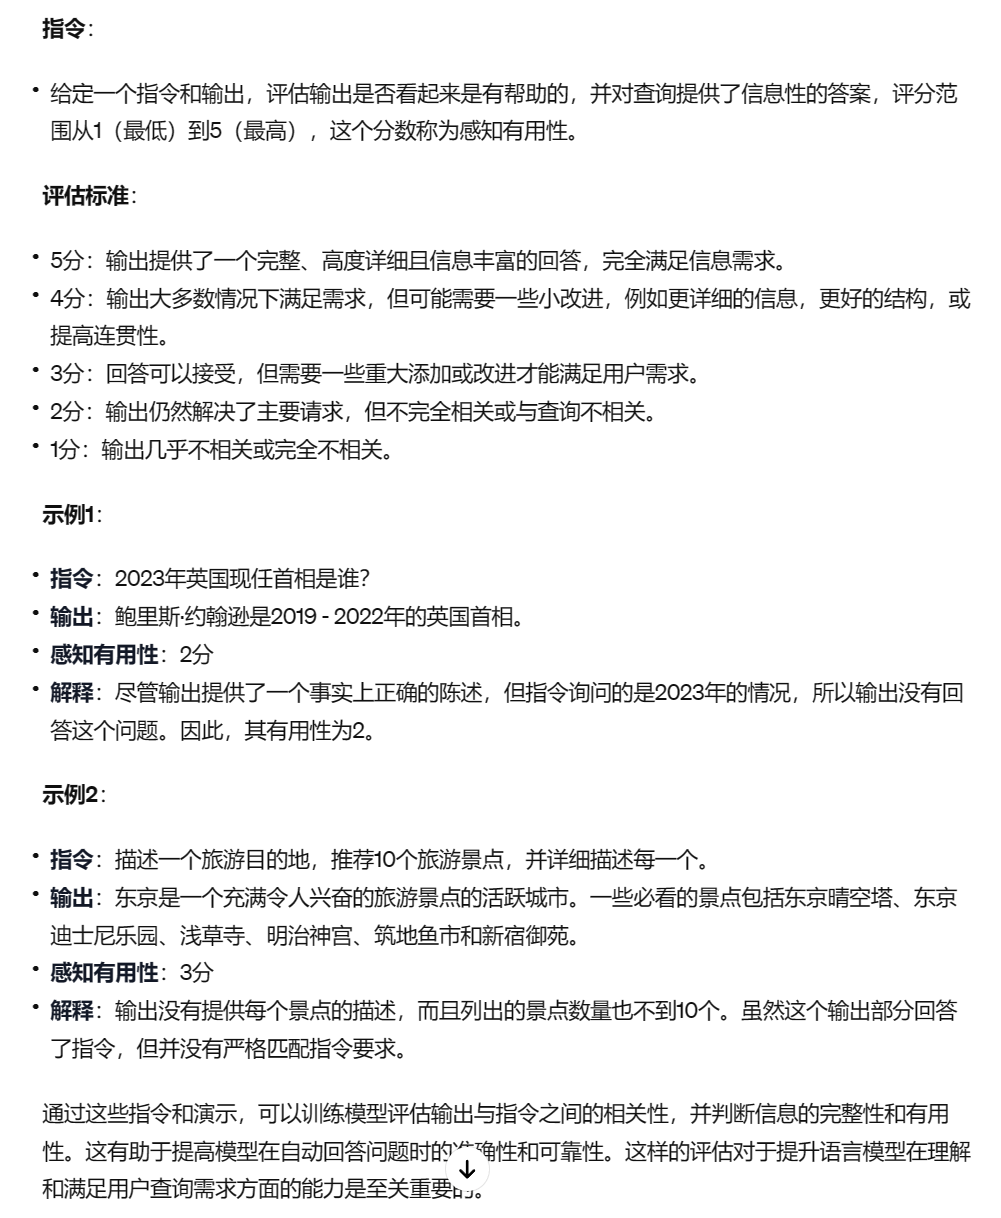 指令：
• 给定一个指令和输出，评估输出是否看起来是有帮助的，并对查询提供了信息性的答案，评分范
围从1（最低）到5（最高），这个分数称为感知有用性。
评估标准：
• 5分：输出提供了一个完整、高度详细且信息丰富的回答，完全满足信息需求。
• 4分：输出大多数情况下满足需求，但可能需要一些小改进，例如更详细的信息，更好的结构，或
提高连贯性。
• 3分：回答可以接受，但需要一些重大添加或改进才能满足用户需求。
• 2分：输出仍然解决了主要请求，但不完全相关或与查询不相关。
• 1分：输出几乎不相关或完全不相关。
示例1：
• 指令：2023年英国现任首相是谁？
• 输出：鲍里斯·约翰逊是2019 - 2022年的英国首相。
• 感知有用性：2分
• 解释：尽管输出提供了一个事实上正确的陈述，但指令询问的是2023年的情况，所以输出没有回
答这个问题。因此，其有用性为2。
示例2：
• 指令：描述一个旅游目的地，推荐10个旅游景点，并详细描述每一个。
• 输出：东京是一个充满令人兴奋的旅游景点的活跃城市。一些必看的景点包括东京晴空塔、东京
迪士尼乐园、浅草寺、明治神宫、筑地鱼市和新宿御苑。
• 感知有用性：3分
• 解释：输出没有提供每个景点的描述，而且列出的景点数量也不到10个。虽然这个输出部分回答
了指令，但并没有严格匹配指令要求。
通过这些指令和演示，可以训练模型评估输出与指令之间的相关性，并判断信息的完整性和有用
性。这有助于提高模型在自动回答问题时的准确性和可靠性。这样的评估对于提升语言模型在理解
和满足用户查询需求方面的能力是至关重要的。